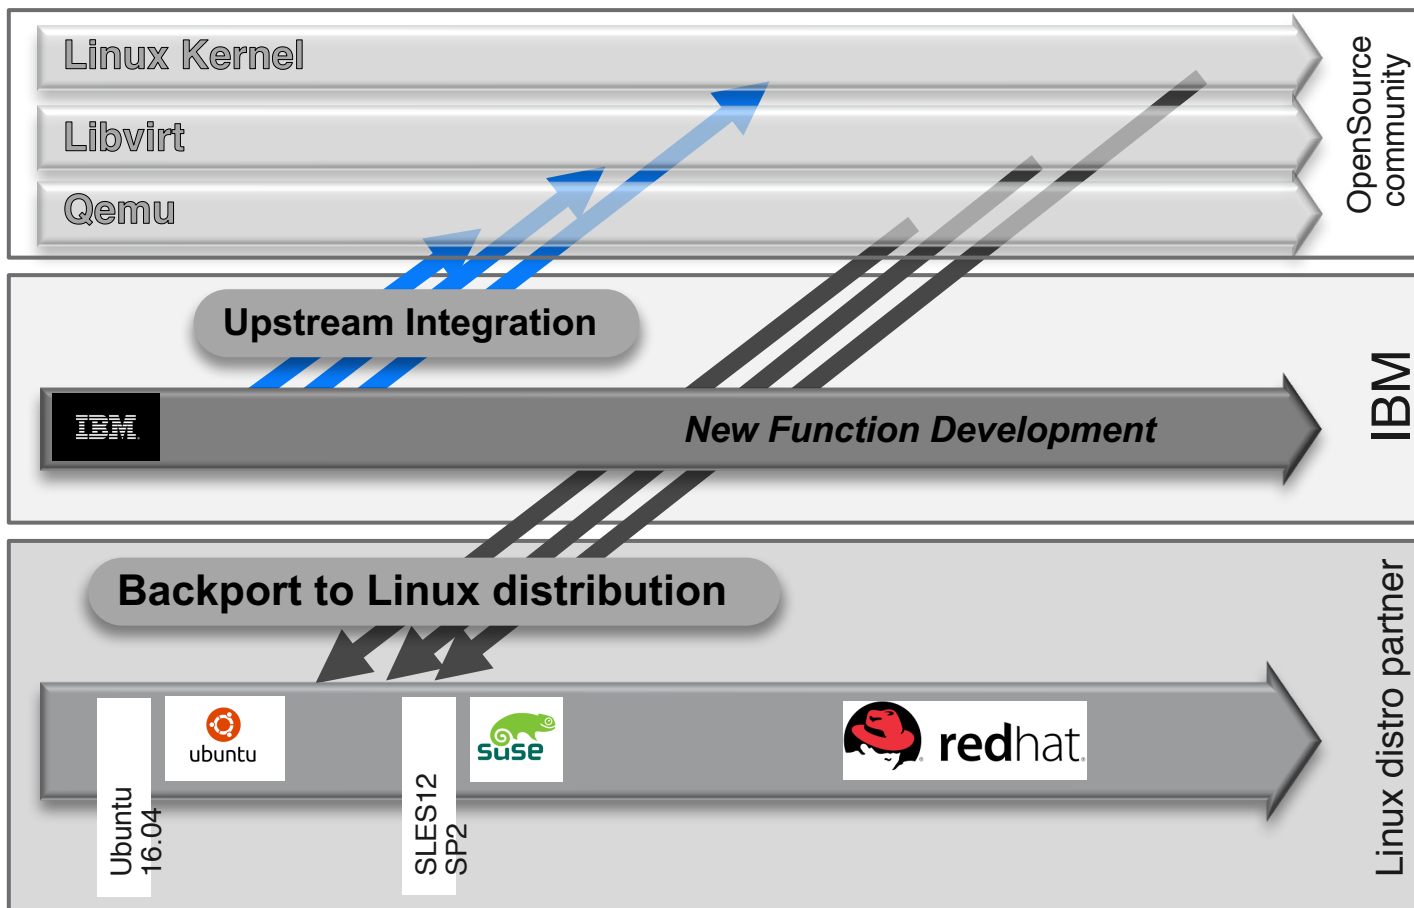 Linux Kernel
Libvirt
Qemu
OpenSource
community
Upstream Integration
IBM
New Function Development
IBM
Backport to Linux distribution
ubuntu
suse
redhat.
Ubuntu
16.04
SLES12
SP2
Linux distro partner